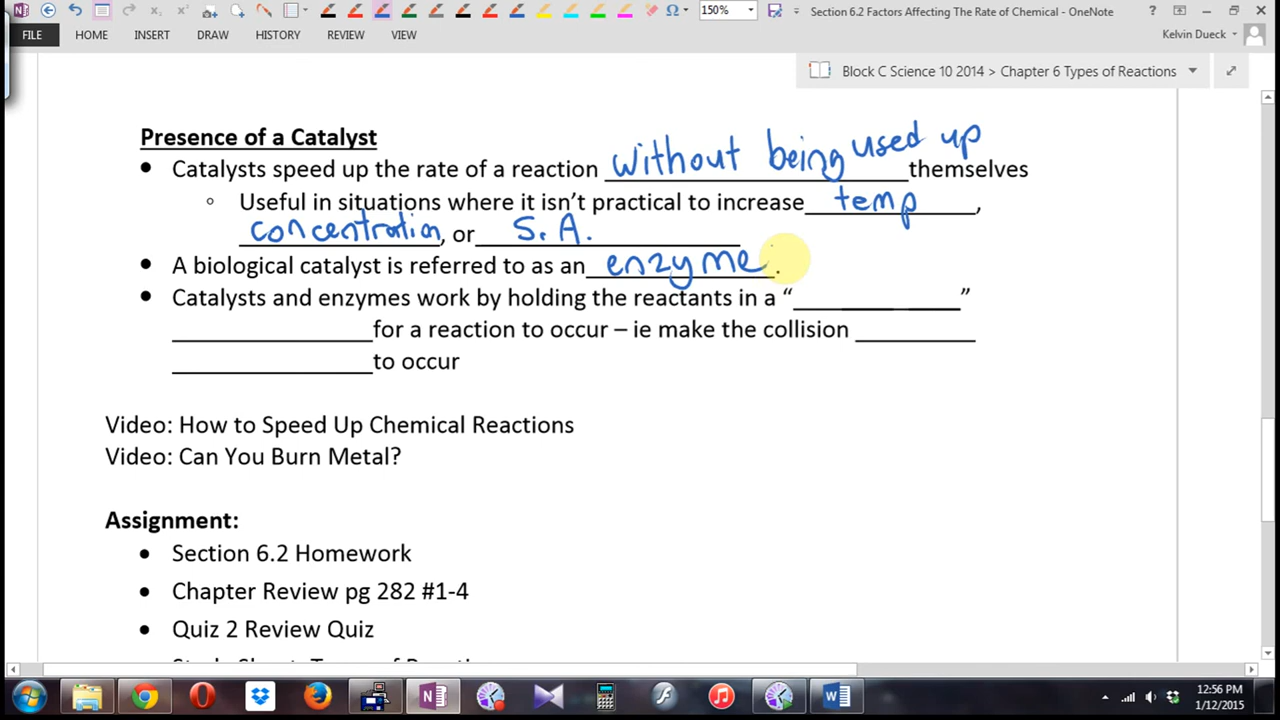 150%
Section 6.2 Factors Affecting The Rate of Chemical - OneNote
FILE HOME INSERT DRAW HISTORY REVIEW VIEW
Kelvin Dueck
Block C Science 10 2014 > Chapter 6 Types of Reactions
Presence of a Catalyst
• Catalysts speed up the rate of a reaction without being used up themselves
◦ Useful in situations where it isn't practical to increase temp,
concentration, or S.A.
• A biological catalyst is referred to as an enzyme.
• Catalysts and enzymes work by holding the reactants in a “____________”
____________ for a reaction to occur – ie make the collision ________
____________ to occur
Video: How to Speed Up Chemical Reactions
Video: Can You Burn Metal?
Assignment:
• Section 6.2 Homework
• Chapter Review pg 282 #1-4
• Quiz 2 Review Quiz
12:56 PM
1/12/2015